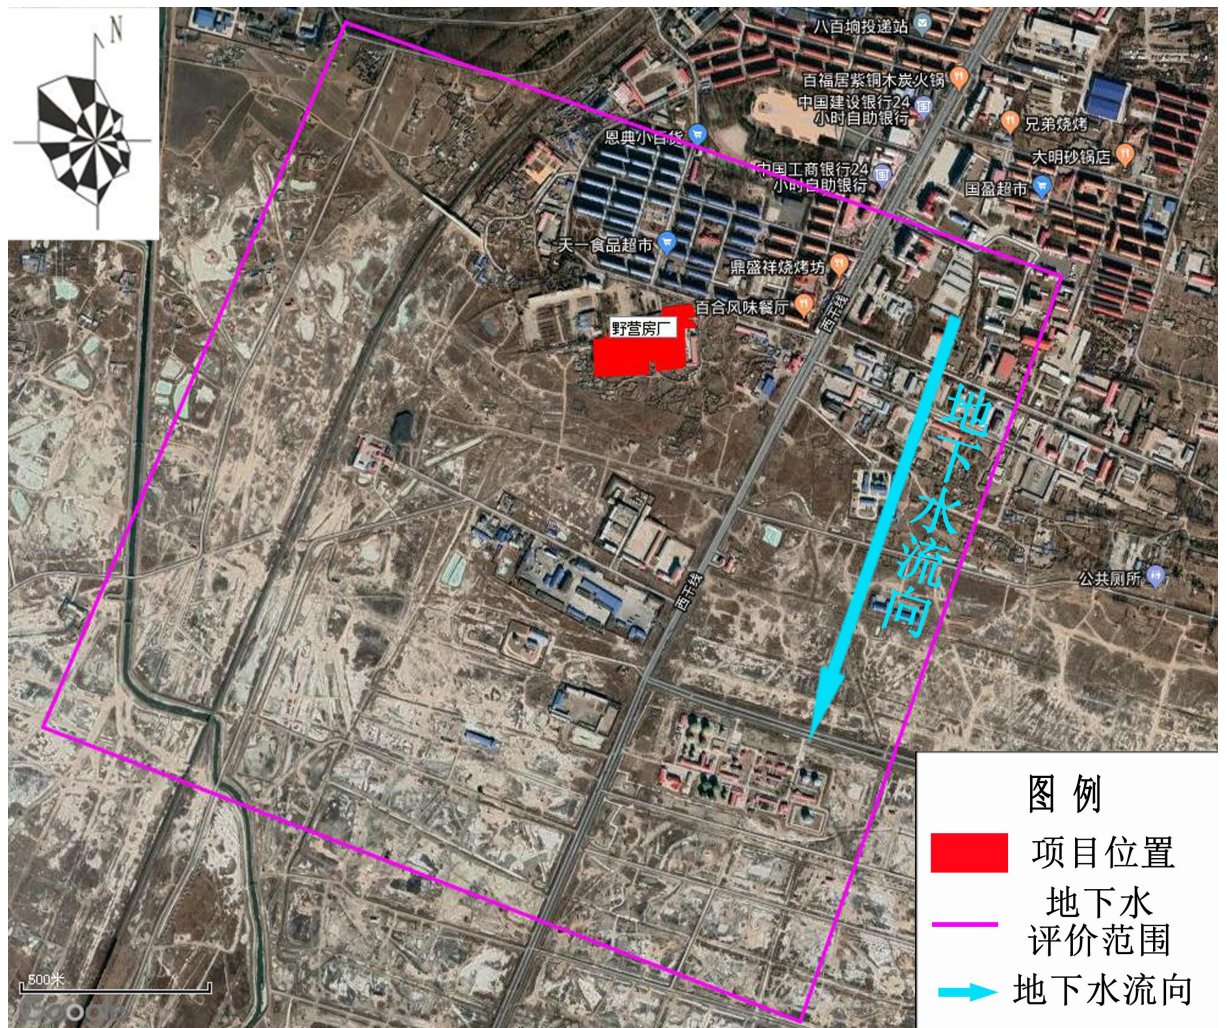 N
八百垧投递站
百福居紫铜木炭火锅
中国建设银行24
小时自助银行
兄弟烧烤
恩典小百货
大明砂锅店
中国工商银行24
小时自助银行
国盈超市
天一食品超市
鼎盛祥烧烤坊
百合风味餐厅
西干线
野营房厂
地下水流向
公共厕所
西干线
图例
项目位置
地下水
评价范围
地下水流向
500米
Google